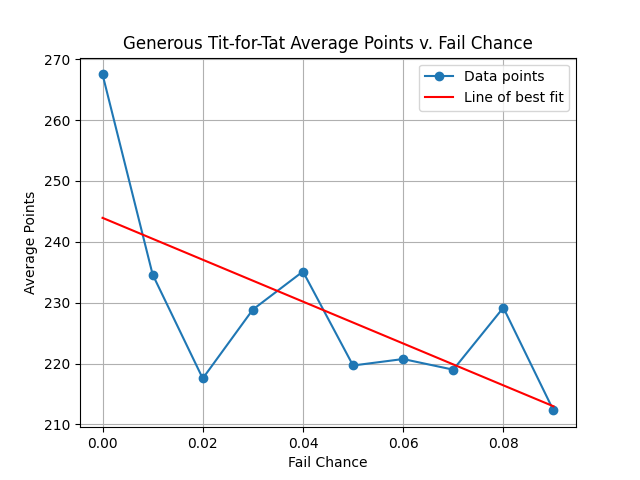 Generous Tit-for-Tat Average Points v. Fail Chance
Data points
Line of best fit
270
260
250
240
230
220
210
Average Points
0.00 0.02 0.04 0.06 0.08
Fail Chance